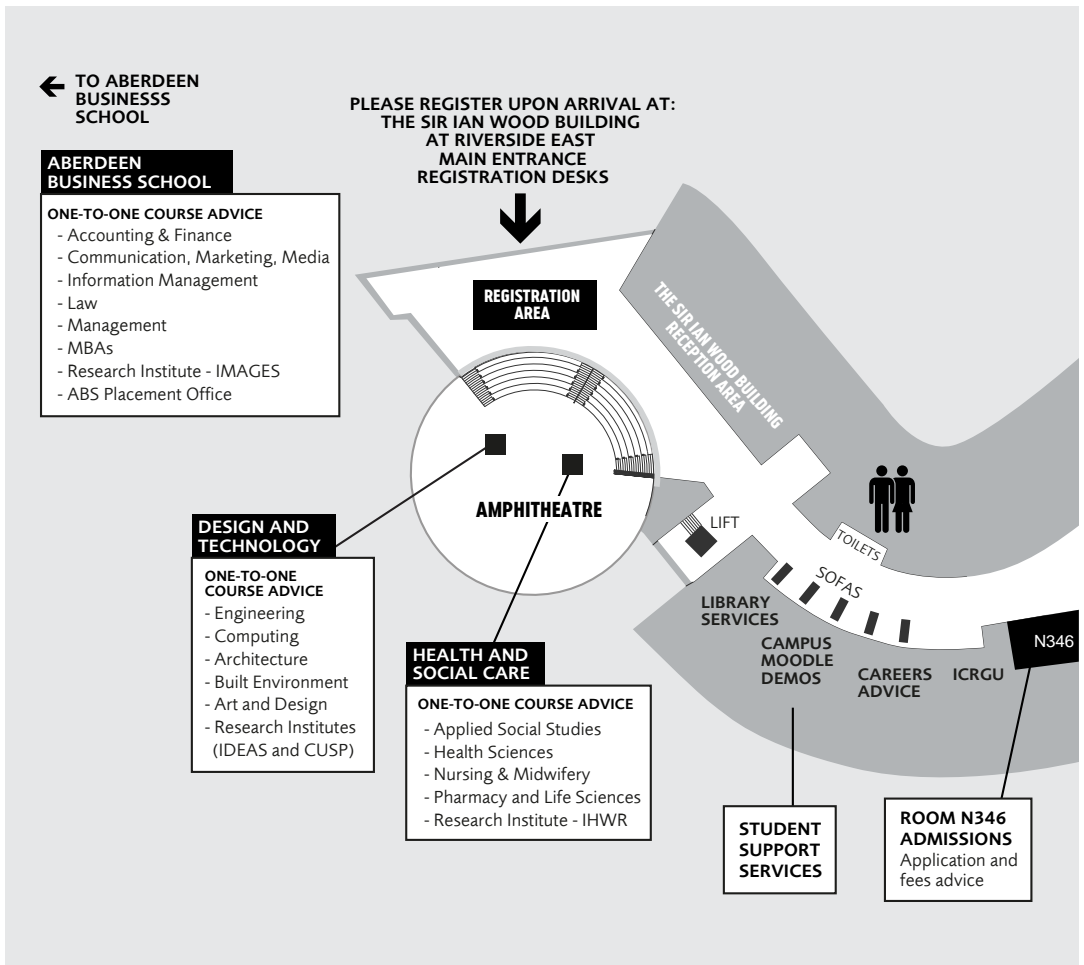 TO ABERDEEN
BUSINESSS
SCHOOL
PLEASE REGISTER UPON ARRIVAL AT:
THE SIR IAN WOOD BUILDING
AT RIVERSIDE EAST
MAIN ENTRANCE
REGISTRATION DESKS
ABERDEEN
BUSINESS SCHOOL
ONE-TO-ONE COURSE ADVICE
- Accounting & Finance
- Communication, Marketing, Media
- Information Management
- Law
- Management
- MBAs
- Research Institute - IMAGES
- ABS Placement Office
REGISTRATION
AREA
THE SIR IAN WOOD BUILDING
RECEPTION AREA
AMPHITHEATRE
LIFT
TOILETS
SOFAS
DESIGN AND
TECHNOLOGY
ONE-TO-ONE
COURSE ADVICE
- Engineering
- Computing
- Architecture
- Built Environment
- Art and Design
- Research Institutes
(IDEAS and CUSP)
HEALTH AND
SOCIAL CARE
ONE-TO-ONE COURSE ADVICE
- Applied Social Studies
- Health Sciences
- Nursing & Midwifery
- Pharmacy and Life Sciences
- Research Institute - IHWR
LIBRARY
SERVICES
CAMPUS
MOODLE
DEMOS
CAREERS
ADVICE
ICRGU
N346
STUDENT
SUPPORT
SERVICES
ROOM N346
ADMISSIONS
Application and
fees advice